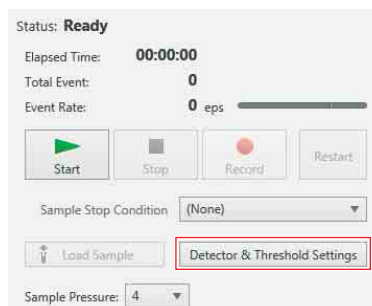 Status: Ready
Elapsed Time: 00:00:00
Total Event: 0
Event Rate: 0 eps
Start Stop Record Restart
Sample Stop Condition (None)
Load Sample Detector & Threshold Settings
Sample Pressure: 4